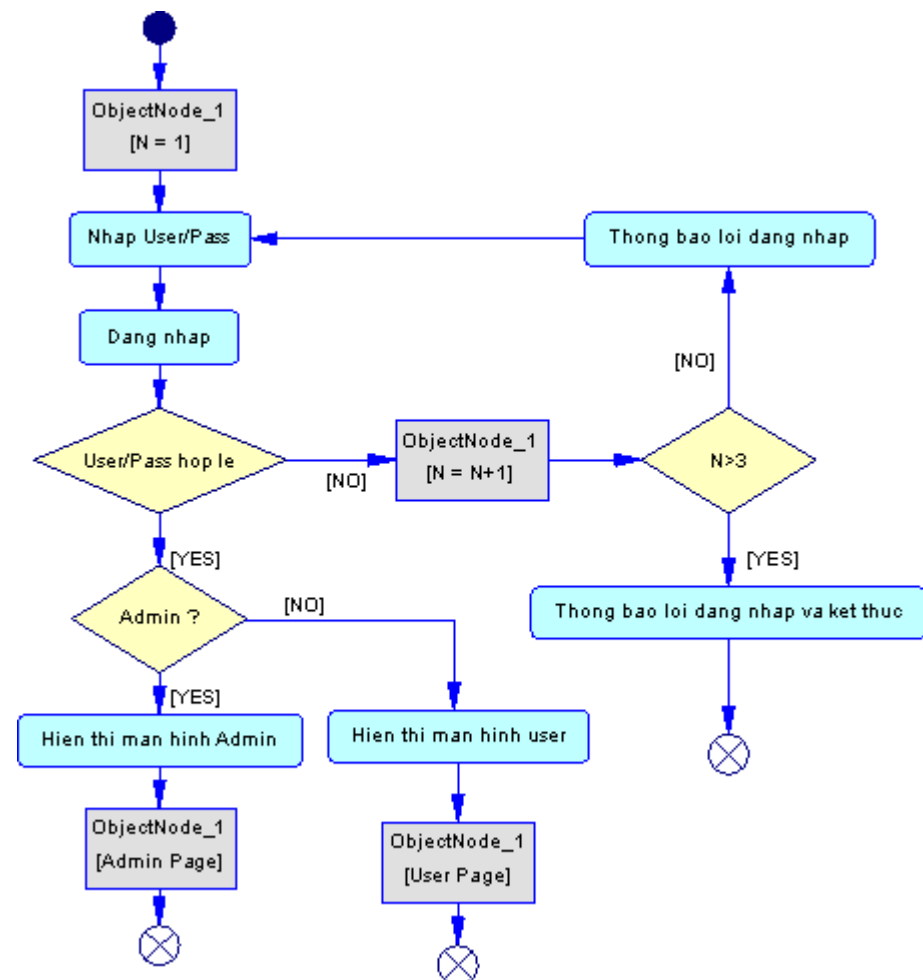 ObjectNode_1
[N = 1]
Nhap User/Pass
Thong bao loi dang nhap
Dang nhap
[NO]
User/Pass hop le
[NO]
ObjectNode_1
[N = N+1]
N>3
[YES]
[YES]
Admin ?
[NO]
Thong bao loi dang nhap va ket thuc
[YES]
Hien thi man hinh Admin
Hien thi man hinh user
ObjectNode_1
[Admin Page]
ObjectNode_1
[User Page]